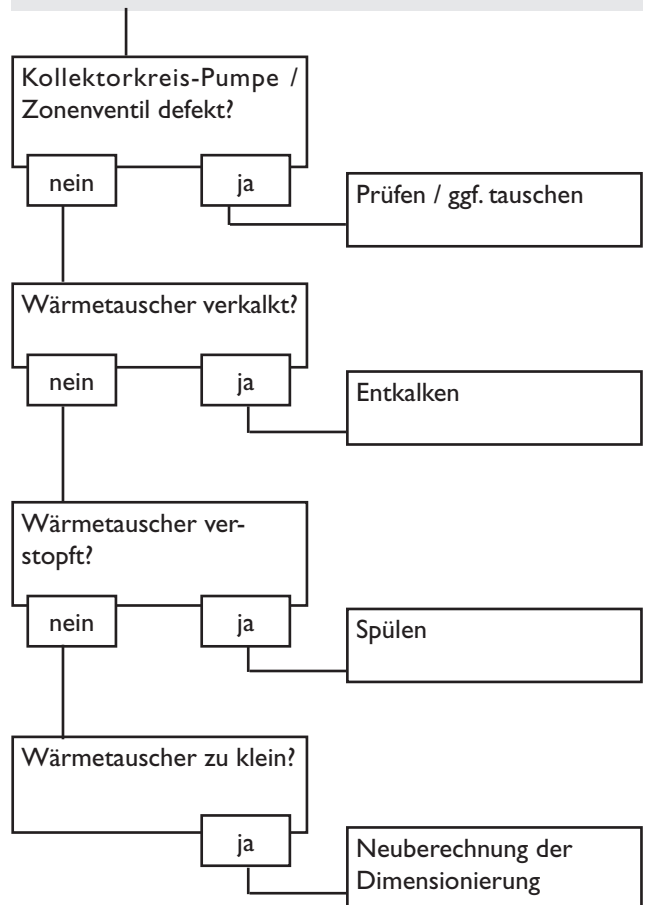 Kollektorkreis-Pumpe /
Zonenventil defekt?
nein
ja
Prüfen / ggf. tauschen
Wärmetauscher verkalkt?
nein
ja
Entkalken
Wärmetauscher ver-
stopft?
nein
ja
Spülen
Wärmetauscher zu klein?
ja
Neuberechnung der
Dimensionierung